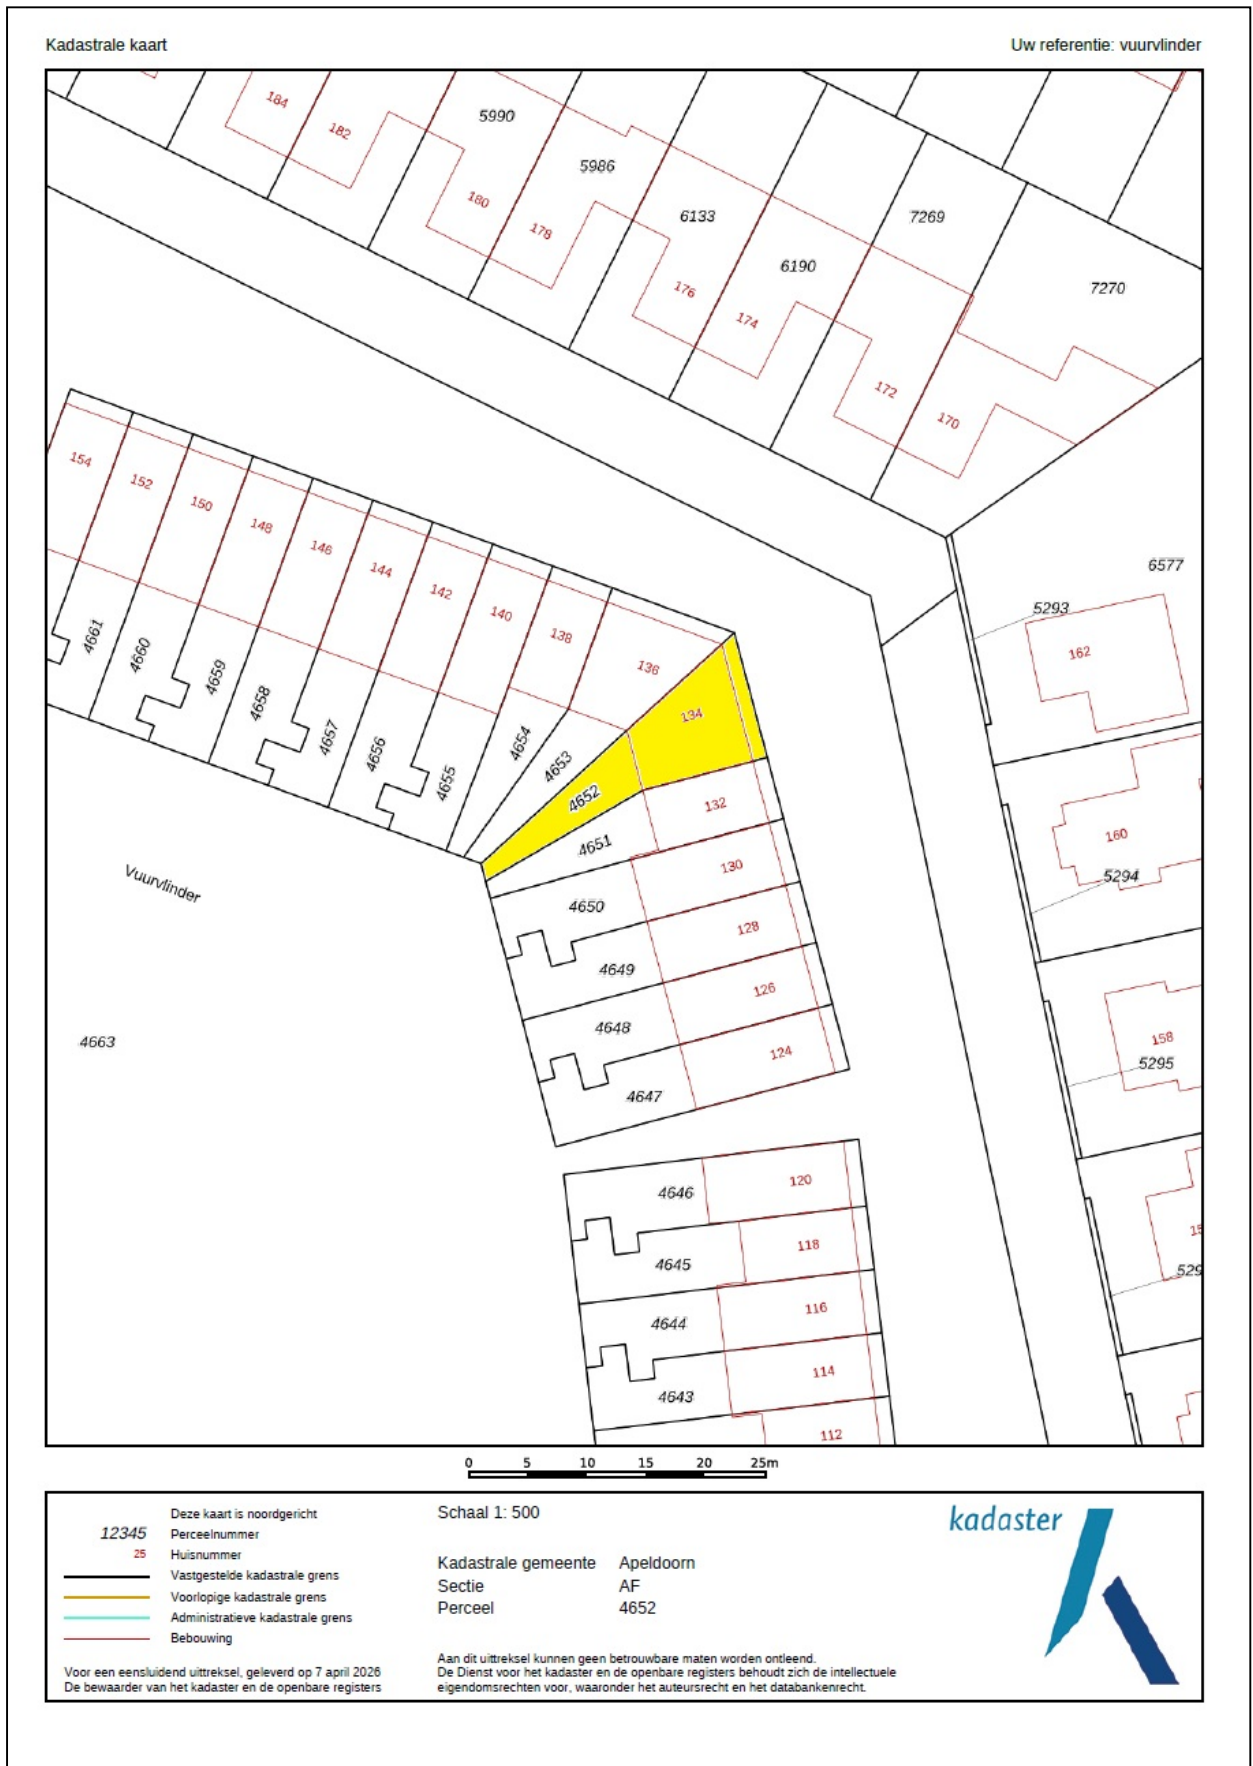 Kadastrale kaart
Uw referentie: vuurvlinder
184
182
5990
5986
180
178
6133
7269
6190
176
174
7270
172
170
154
152
150
148
146
144
142
140
138
136
134
132
130
128
126
124
6577
5293
162
160
5294
158
5295
4661
4660
4659
4658
4657
4656
4655
4654
4653
4652
4651
4650
4649
4648
4647
Vuurvlinder
4663
4646
120
4645
118
4644
116
4643
114
112
0 5 10 15 20 25m
Deze kaart is noordgericht
12345 Perceelnummer
25 Huisnummer
Vastgestelde kadastrale grens
Voorlopige kadastrale grens
Administratieve kadastrale grens
Bebouwing
Voor een eensluidend uittreksel, geleverd op 7 april 2026
De bewaarder van het kadaster en de openbare registers
Schaal 1: 500
Kadastrale gemeente Apeldoorn
Sectie AF
Perceel 4652
Aan dit uittreksel kunnen geen betrouwbare maten worden ontleend.
De Dienst voor het kadaster en de openbare registers behoudt zich de intellectuele
eigendomsrechten voor, waaronder het auteursrecht en het databankenrecht.
kadaster